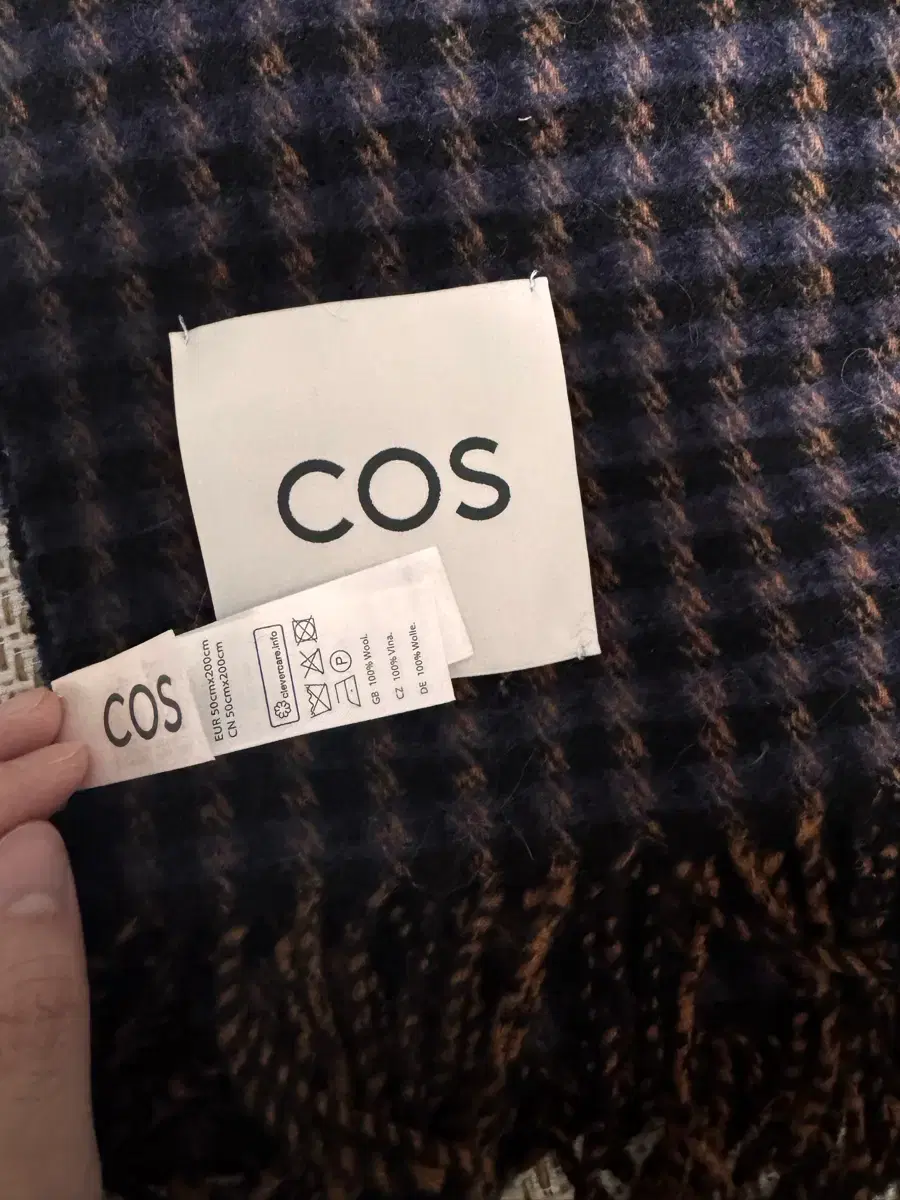 COS
COS
EUR 50cmx200cm
CN 50cmx200cm
clevercare.info
P
GB 100% Wool.
CZ 100% Vlna.
DE 100% Wolle.